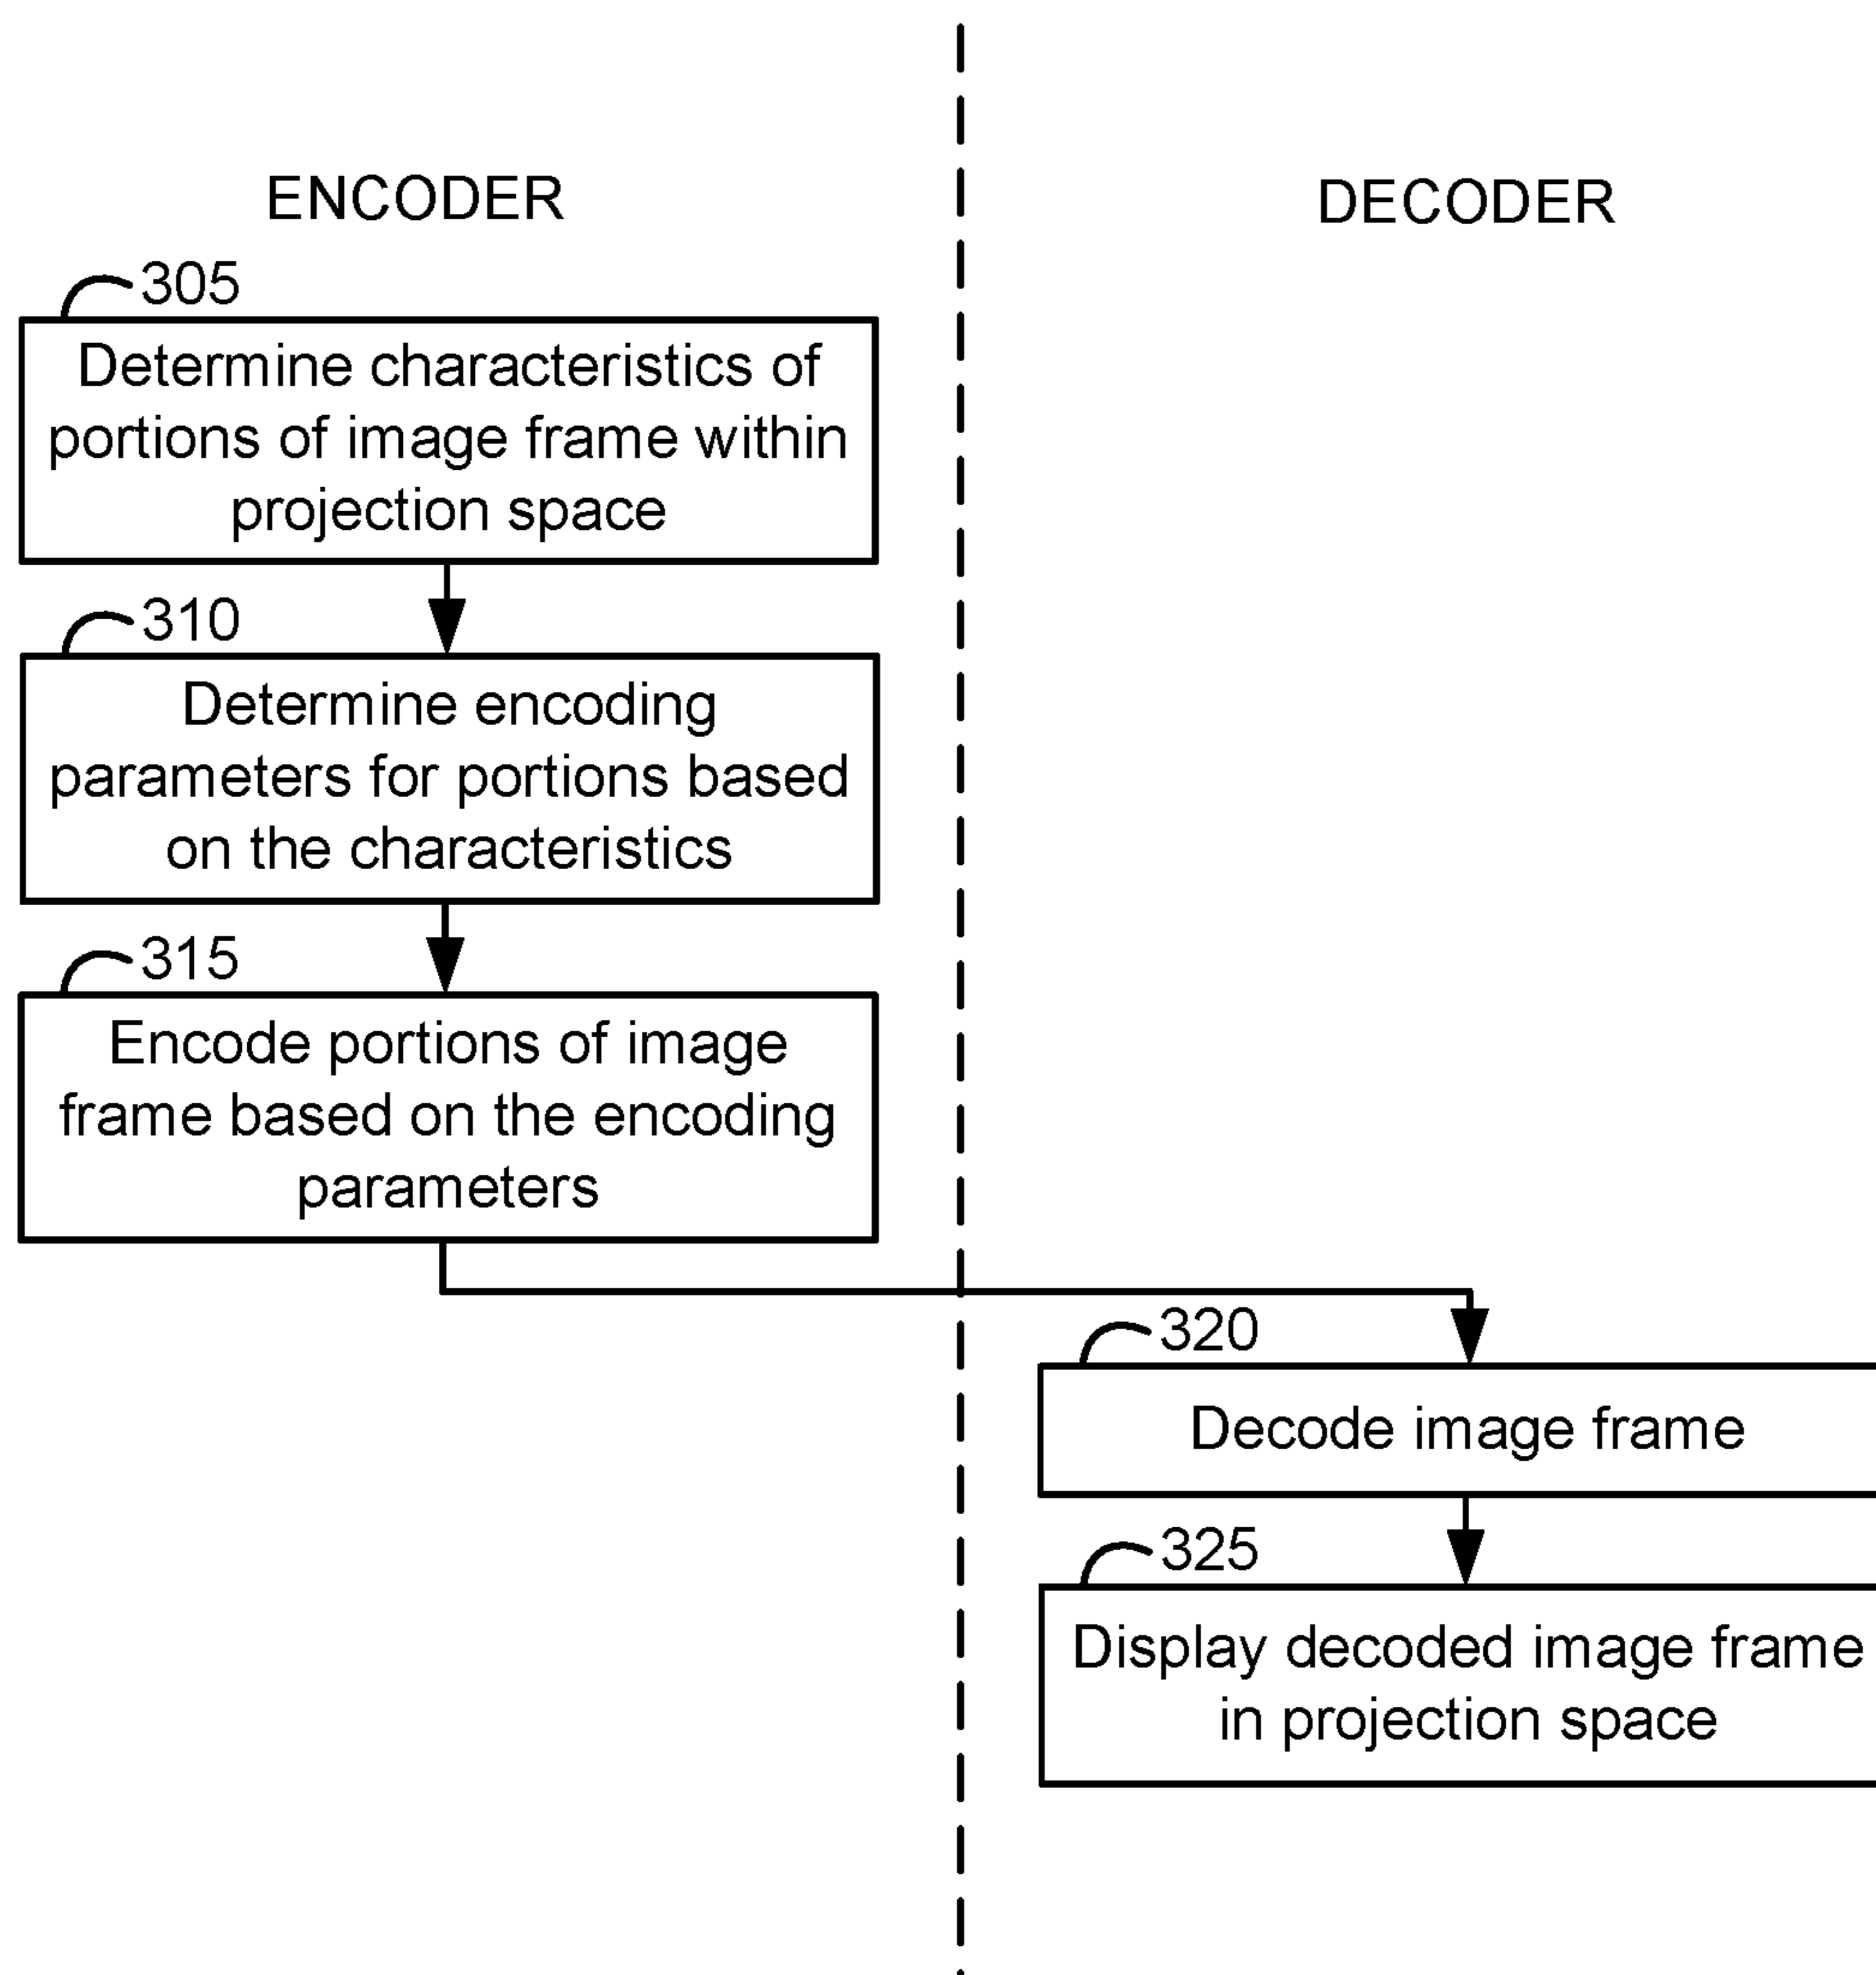 ENCODER
DECODER
305
Determine characteristics of
portions of image frame within
projection space
310
Determine encoding
parameters for portions based
on the characteristics
315
Encode portions of image
frame based on the encoding
parameters
320
Decode image frame
325
Display decoded image frame
in projection space